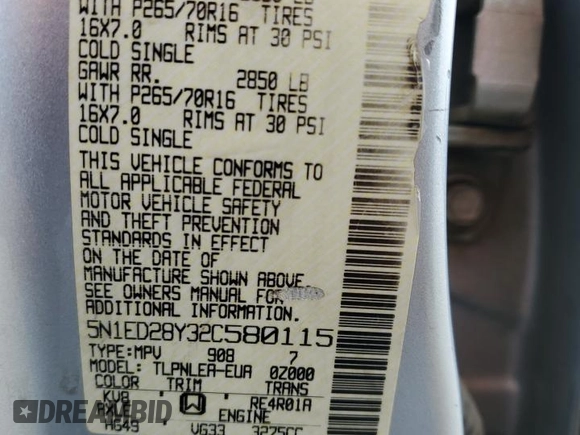 WITH P265/70R16 TIRES
16X7.0 RIMS AT 30 PSI
COLD SINGLE
GAWR RR. 2850 LB
WITH P265/70R16 TIRES
16X7.0 RIMS AT 30 PSI
COLD SINGLE
THIS VEHICLE CONFORMS TO
ALL APPLICABLE FEDERAL
MOTOR VEHICLE SAFETY
AND THEFT PREVENTION
STANDARDS IN EFFECT
ON THE DATE OF
MANUFACTURE SHOWN ABOVE.
SEE OWNERS MANUAL FOR
ADDITIONAL INFORMATION.
5N1ED28Y32C580115
TYPE:MPV 908 7
MODEL: TLPNLEA-EUA 0Z000
COLOR TRIM TRANS
KV8 W RE4R01A
AXLE ENGINE
HG49 VG33 3275CC
DREAMBID